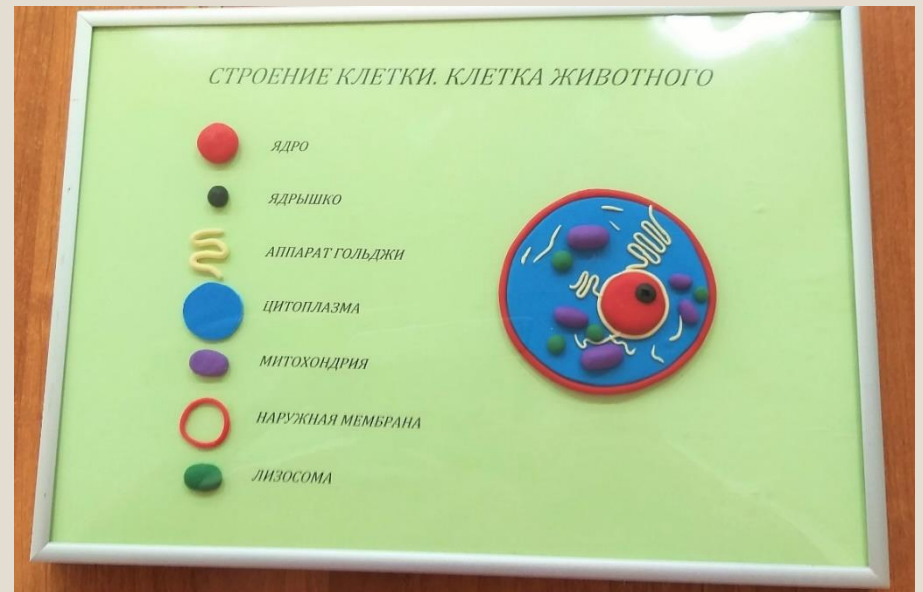 СТРОЕНИЕ КЛЕТКИ. КЛЕТКА ЖИВОТНОГО
ЯДРО
ЯДРЫШКО
АППАРАТ ГОЛЬДЖИ
ЦИТОПЛАЗМА
МИТОХОНДРИЯ
НАРУЖНАЯ МЕМБРАНА
ЛИЗОСОМА